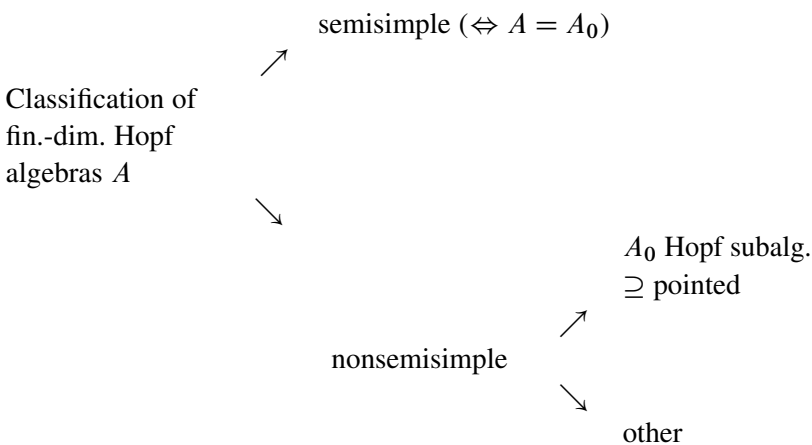 semisimple (⇔ A = A₀)
↗
Classification of
fin.-dim. Hopf
algebras A
↘
A₀ Hopf subalg.
⊇ pointed
↗
nonsemisimple
↘
other